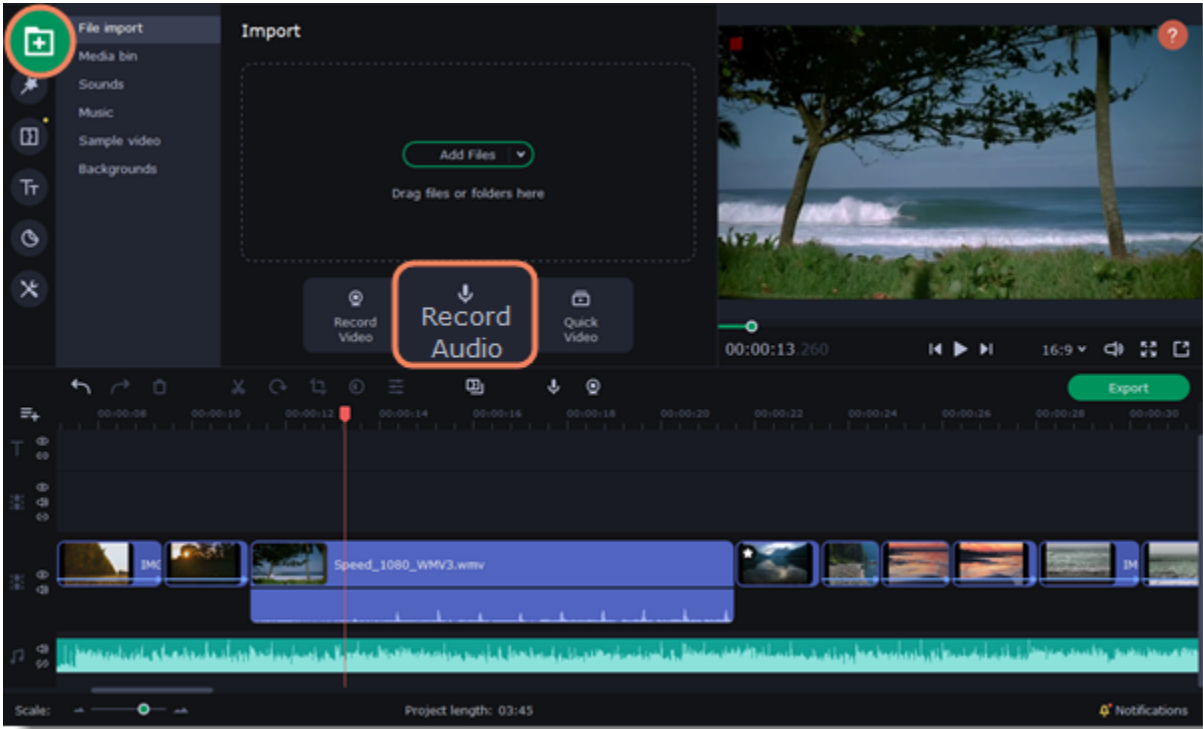 File import
Media bin
Sounds
Music
Sample video
Backgrounds
Import
Add Files
Drag files or folders here
Record
Video
Record
Audio
Quick
Video
?
00:00:13.260
16:9
Export
00:00:08 00:00:10 00:00:12 00:00:14 00:00:16 00:00:18 00:00:20 00:00:22 00:00:24 00:00:26 00:00:28 00:00:30
IMG
Speed_1080_WMV3.wmv
IM
Scale:
Project length: 03:45
Notifications